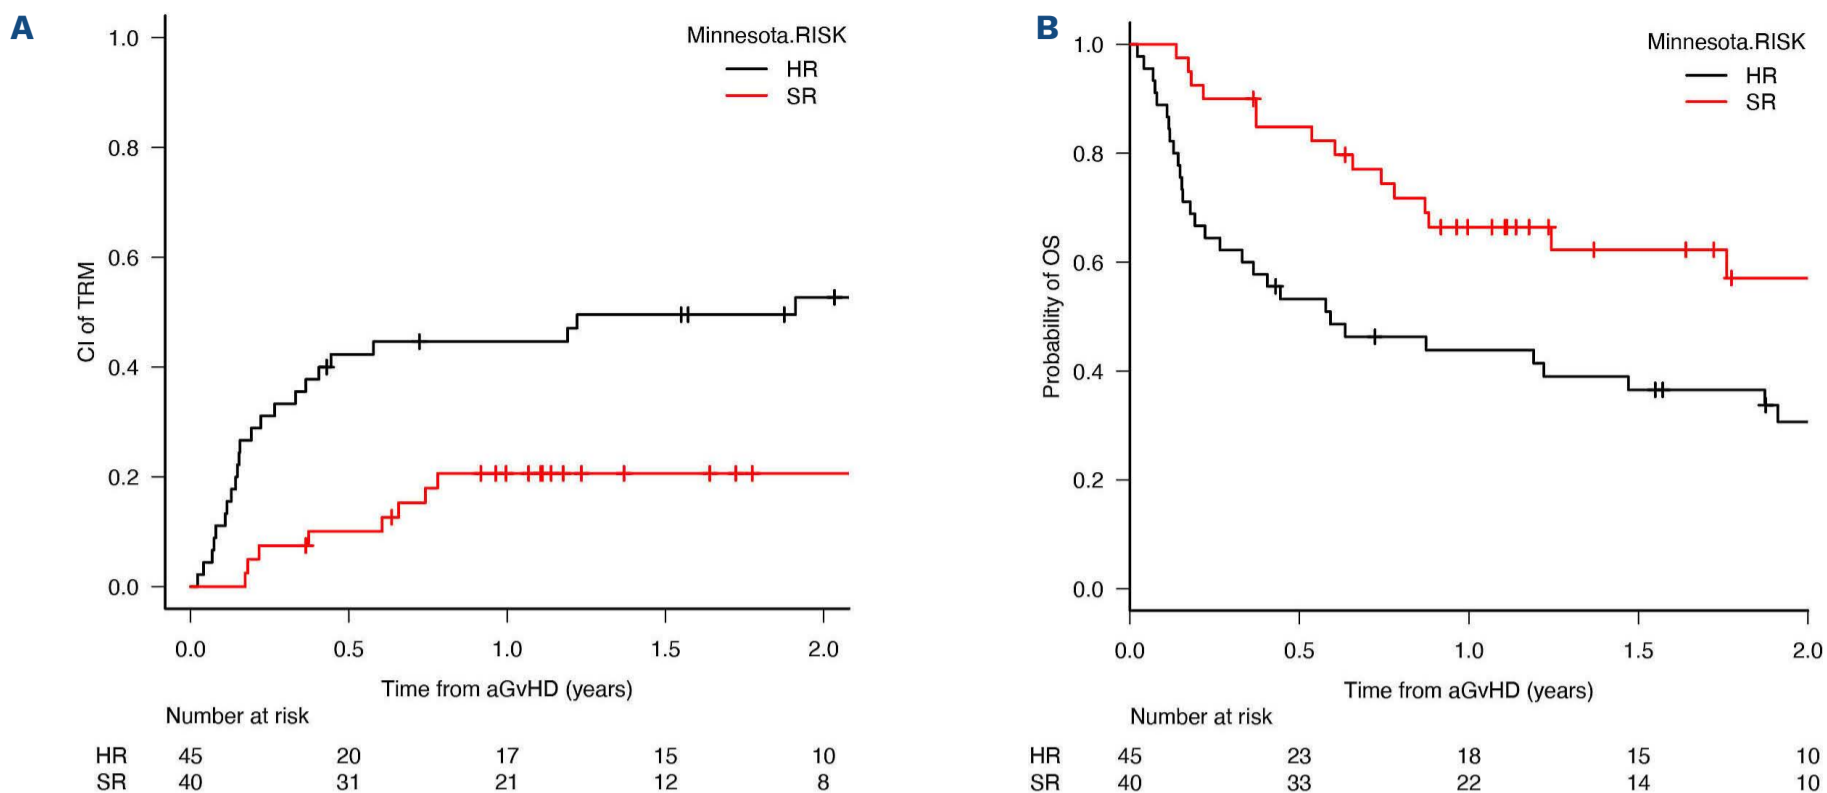 A
Minnesota.RISK
HR
SR
CI of TRM
1.0
0.8
0.6
0.4
0.2
0.0
0.0 0.5 1.0 1.5 2.0
Time from aGvHD (years)
Number at risk
HR 45 20 17 15 10
SR 40 31 21 12 8
B
Minnesota.RISK
HR
SR
Probability of OS
1.0
0.8
0.6
0.4
0.2
0.0
0.0 0.5 1.0 1.5 2.0
Time from aGvHD (years)
Number at risk
HR 45 23 18 15 10
SR 40 33 22 14 10